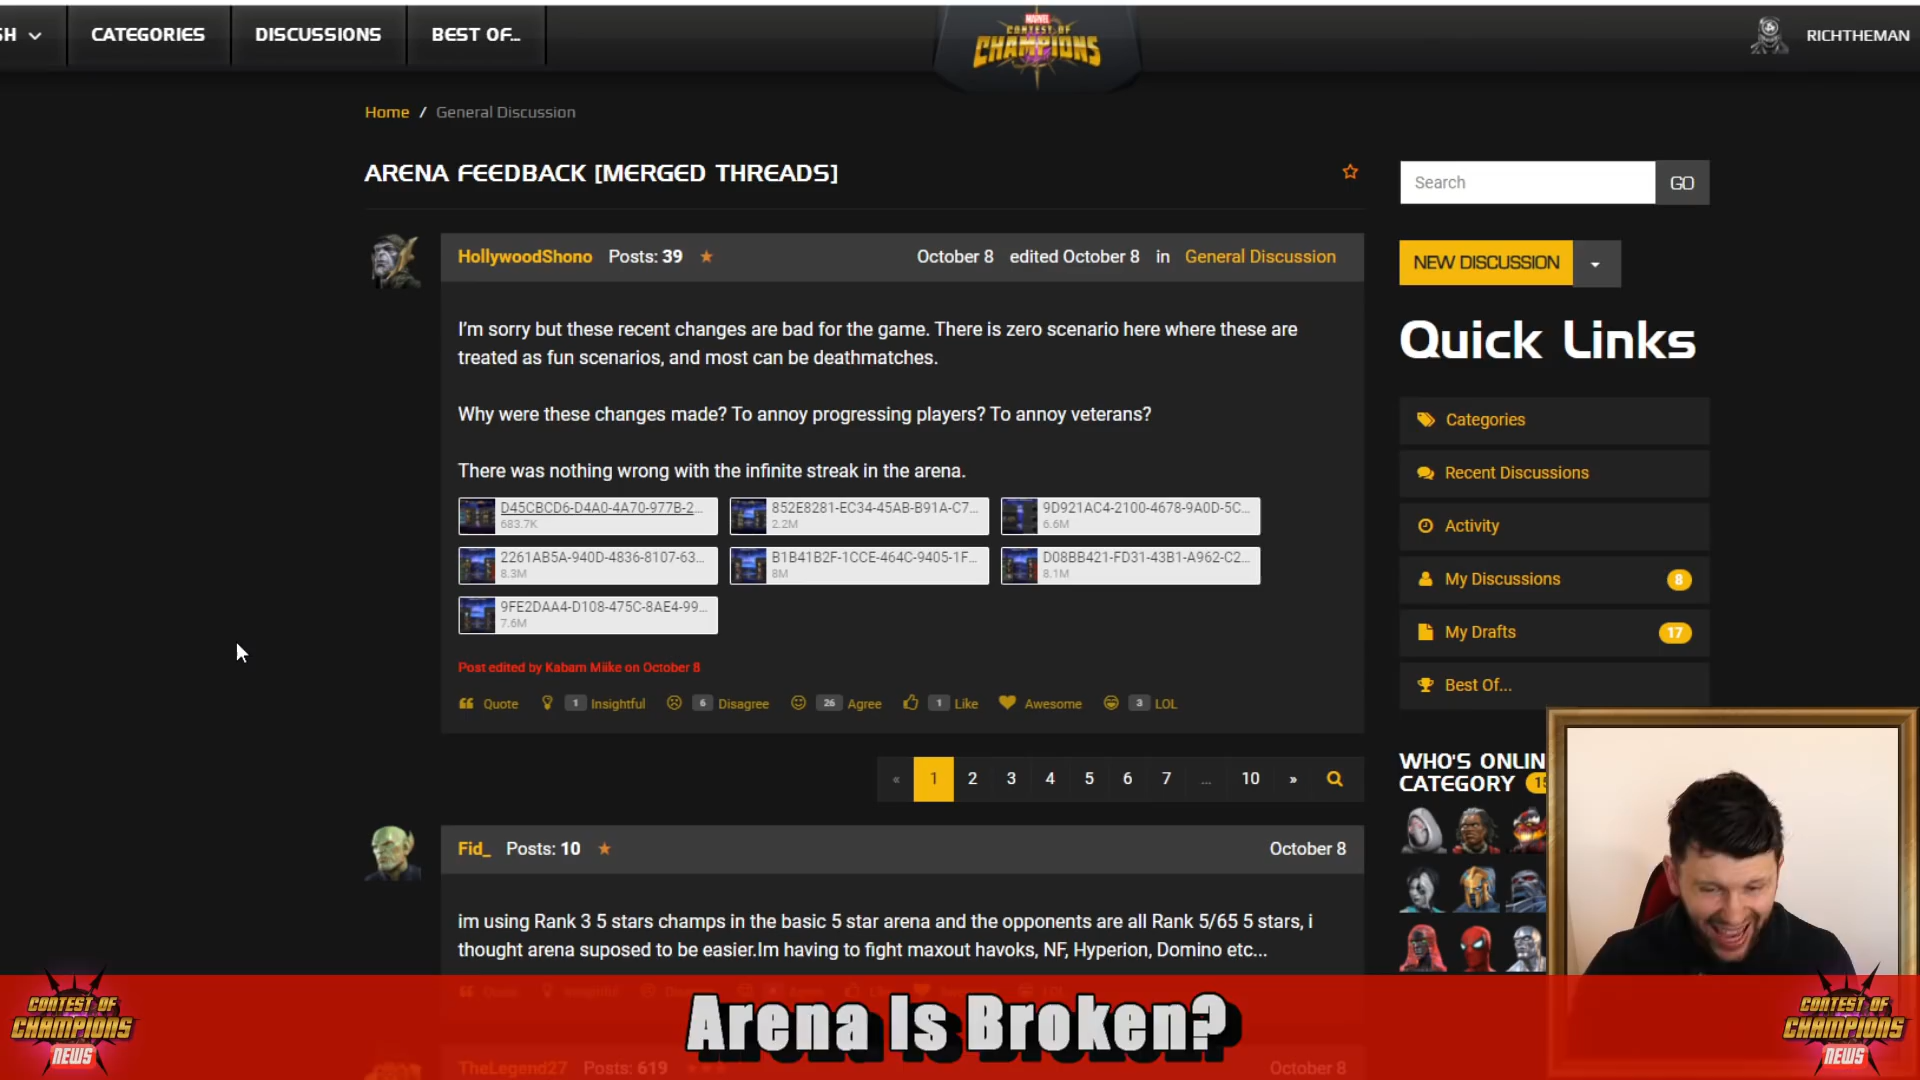 SH
CATEGORIES
DISCUSSIONS
BEST OF...
MARVEL
CONTEST OF
CHAMPIONS
RICHTHEMAN
Home / General Discussion
ARENA FEEDBACK [MERGED THREADS]
Search
GO
HollywoodShono Posts: 39
October 8 edited October 8 in General Discussion
NEW DISCUSSION
I'm sorry but these recent changes are bad for the game. There is zero scenario here where these are
treated as fun scenarios, and most can be deathmatches.
Why were these changes made? To annoy progressing players? To annoy veterans?
There was nothing wrong with the infinite streak in the arena.
D45CBCD6-D4A0-4A70-977B-2...
683.7K
852E8281-EC34-45AB-B91A-C7...
2.2M
9D921AC4-2100-4678-9A0D-5C...
6.6M
2261AB5A-940D-4836-8107-63...
8.3M
B1B41B2F-1CCE-464C-9405-1F...
8M
D08BB421-FD31-43B1-A962-C2...
8.1M
9FE2DAA4-D108-475C-8AE4-99...
7.6M
Post edited by Kabam Miike on October 8
Quote 1 Insightful 6 Disagree 26 Agree 1 Like Awesome 3 LOL
« 1 2 3 4 5 6 7 ... 10 »
Quick Links
Categories
Recent Discussions
Activity
My Discussions 8
My Drafts 17
Best Of...
WHO'S ONLIN
CATEGORY
Fid_ Posts: 10
October 8
im using Rank 3 5 stars champs in the basic 5 star arena and the opponents are all Rank 5/65 5 stars, i
thought arena suposed to be easier.Im having to fight maxout havoks, NF, Hyperion, Domino etc...
CONTEST OF
CHAMPIONS
NEWS
Arena Is Broken?
TheLegend27 Posts: 619
October 8
CONTEST OF
CHAMPIONS
NEWS